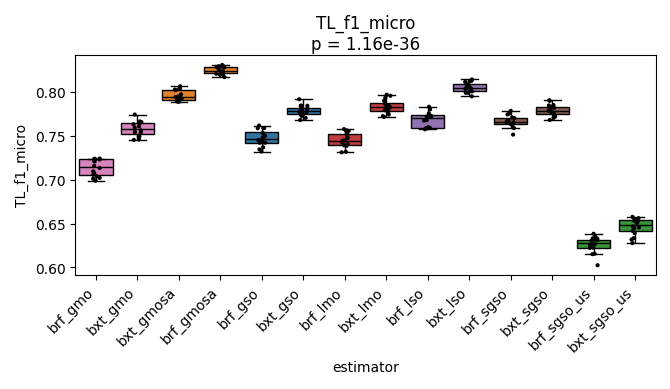 TL_f1_micro
p = 1.16e-36
TL_f1_micro
0.80
0.75
0.70
0.65
0.60
brf_gmo
bxt_gmo
bxt_gmosa
brf_gmosa
brf_gso
bxt_gso
brf_lmo
bxt_lmo
brf_lso
bxt_lso
brf_sgso
bxt_sgso
brf_sgso_us
bxt_sgso_us
estimator